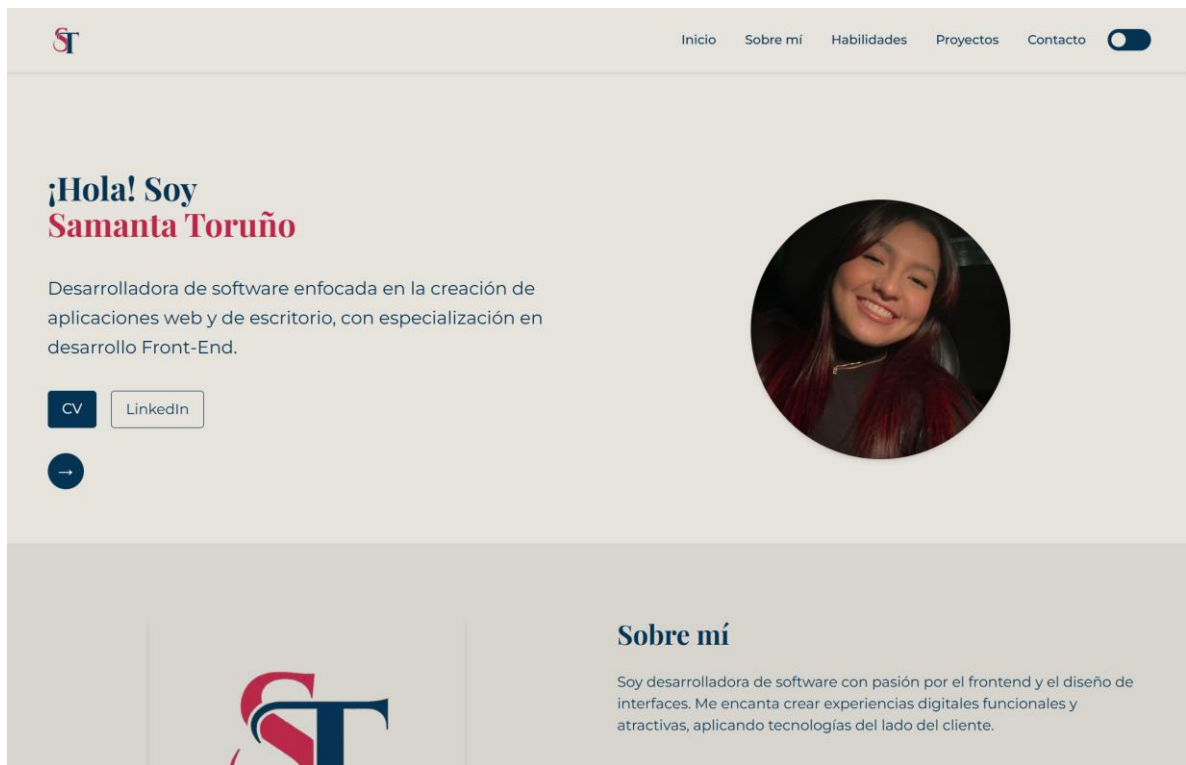 ST
Inicio Sobre mí Habilidades Proyectos Contacto
¡Hola! Soy
Samanta Toruño
Desarrolladora de software enfocada en la creación de
aplicaciones web y de escritorio, con especialización en
desarrollo Front-End.
CV LinkedIn
→
ST
Sobre mí
Soy desarrolladora de software con pasión por el frontend y el diseño de
interfaces. Me encanta crear experiencias digitales funcionales y
atractivas, aplicando tecnologías del lado del cliente.